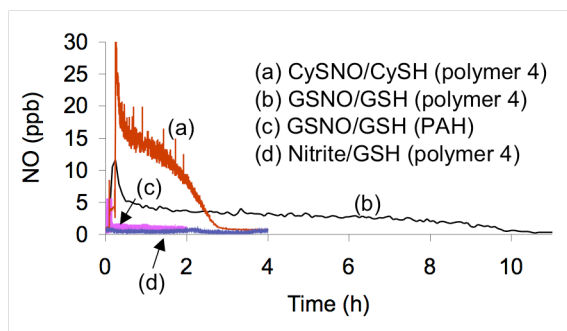 30
25
20
15
10
5
0
NO (ppb)
(a) CySNO/CySH (polymer 4)
(b) GSNO/GSH (polymer 4)
(c) GSNO/GSH (PAH)
(d) Nitrite/GSH (polymer 4)
(a)
(c)
(b)
(d)
0 2 4 6 8 10
Time (h)